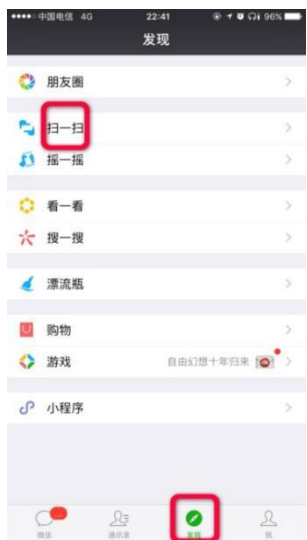 中国电信 4G 22:41 96%
发现
朋友圈
扫一扫
摇一摇
看一看
搜一搜
漂流瓶
购物
游戏 自由幻想十年归来
小程序
微信 通讯录 发现 我